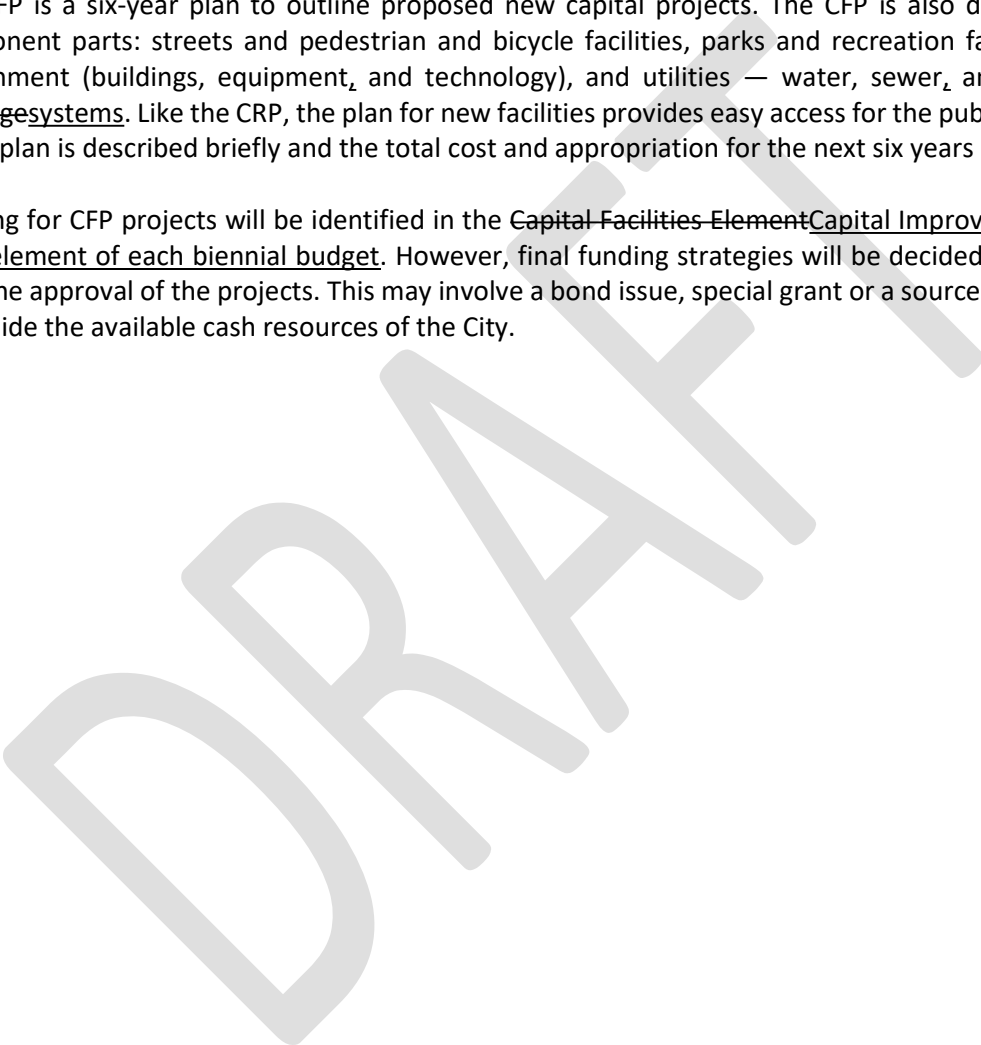 FP is a six-year plan to outline proposed new capital projects. The CFP is also d
onent parts: streets and pedestrian and bicycle facilities, parks and recreation fa
nment (buildings, equipment, and technology), and utilities — water, sewer, an
gesystems. Like the CRP, the plan for new facilities provides easy access for the pub
plan is described briefly and the total cost and appropriation for the next six years
ng for CFP projects will be identified in the Capital Facilities ElementCapital Improv
element of each biennial budget. However, final funding strategies will be decided
ne approval of the projects. This may involve a bond issue, special grant or a source
ide the available cash resources of the City.
DRAFT